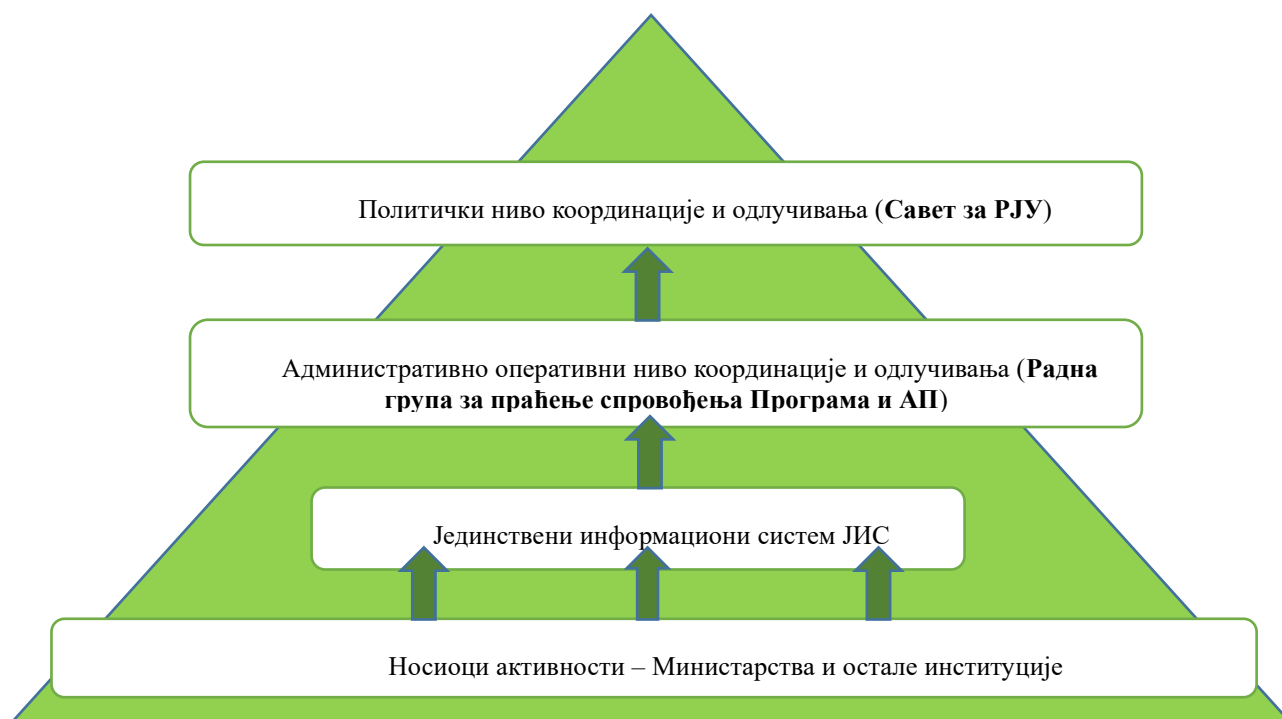 Политички ниво координације и одлучивања (Савет за РЈУ)
Административно оперативни ниво координације и одлучивања (Радна
група за праћење спровођења Програма и АП)
Јединствени информациони систем ЈИС
Носиоци активности – Министарства и остале институције